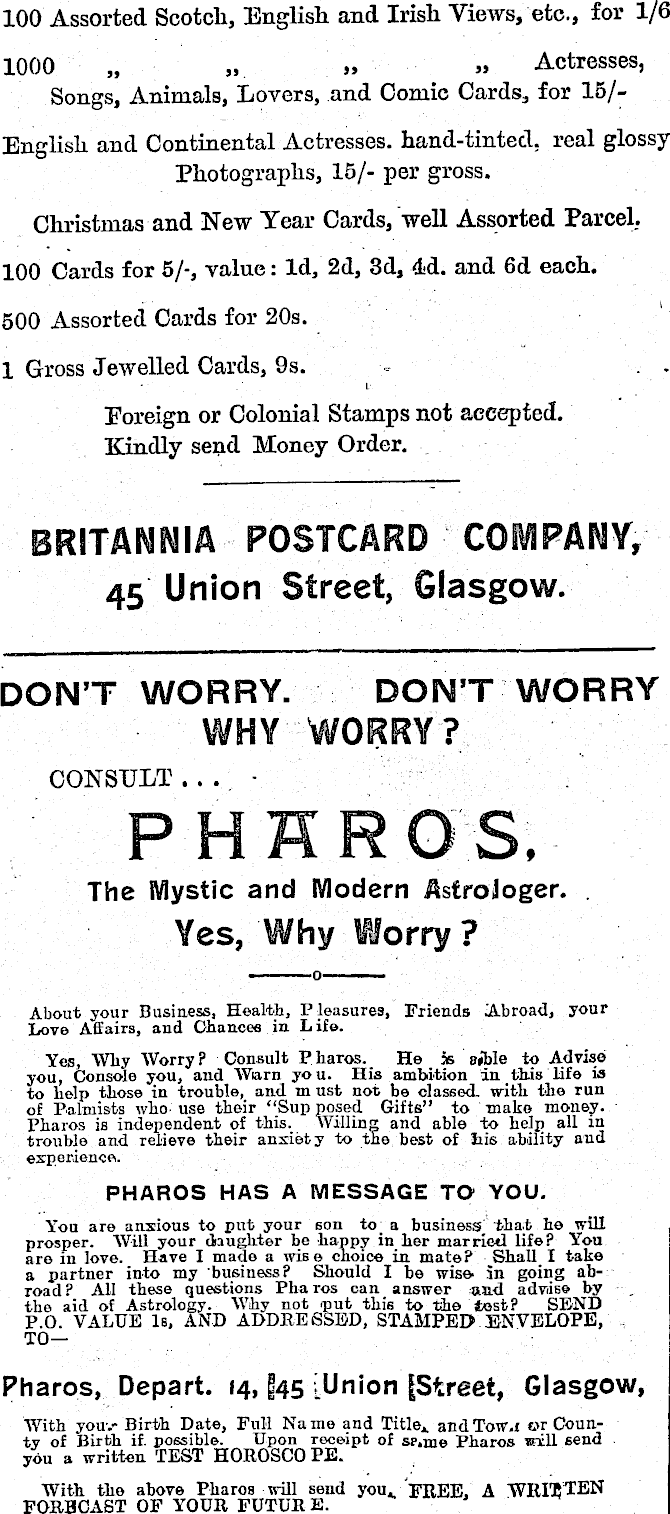 100 Assorted Scotch, English and Irish Views, etc., for 1/6
1000 „ „ „ „ Actresses,
Songs, Animals, Lovers, and Comic Cards, for 15/-
English and Continental Actresses. hand-tinted, real glossy
Photographs, 15/- per gross.
Christmas and New Year Cards, well Assorted Parcel.
100 Cards for 5/-, value: 1d, 2d, 3d, 4d. and 6d each.
500 Assorted Cards for 20s.
1 Gross Jewelled Cards, 9s.
Foreign or Colonial Stamps not accepted.
Kindly send Money Order.
BRITANNIA POSTCARD COMPANY,
45 Union Street, Glasgow.
DON'T WORRY. DON'T WORRY
WHY WORRY?
CONSULT...
PHAROS,
The Mystic and Modern Astrologer.
Yes, Why Worry?
o
About your Business, Health, Pleasures, Friends Abroad, your
Love Affairs, and Chances in Life.
Yes, Why Worry? Consult Pharos. He is able to Advise
you, Console you, and Warn you. His ambition in this life is
to help those in trouble, and must not be classed with the run
of Palmists who use their "Supposed Gifts" to make money.
Pharos is independent of this. Willing and able to help all in
trouble and relieve their anxiety to the best of his ability and
experience.
PHAROS HAS A MESSAGE TO YOU.
You are anxious to put your son to a business that he will
prosper. Will your daughter be happy in her married life? You
are in love. Have I made a wise choice in mate? Shall I take
a partner into my business? Should I be wise in going ab-
road? All these questions Pharos can answer and advise by
the aid of Astrology. Why not put this to the test? SEND
P.O. VALUE 1s, AND ADDRESSED, STAMPED ENVELOPE,
TO—
Pharos, Depart. 14, 45 Union Street, Glasgow,
With your Birth Date, Full Name and Title, and Town or Coun-
ty of Birth if possible. Upon receipt of same Pharos will send
you a written TEST HOROSCOPE.
With the above Pharos will send you, FREE, A WRITTEN
FORECAST OF YOUR FUTURE.